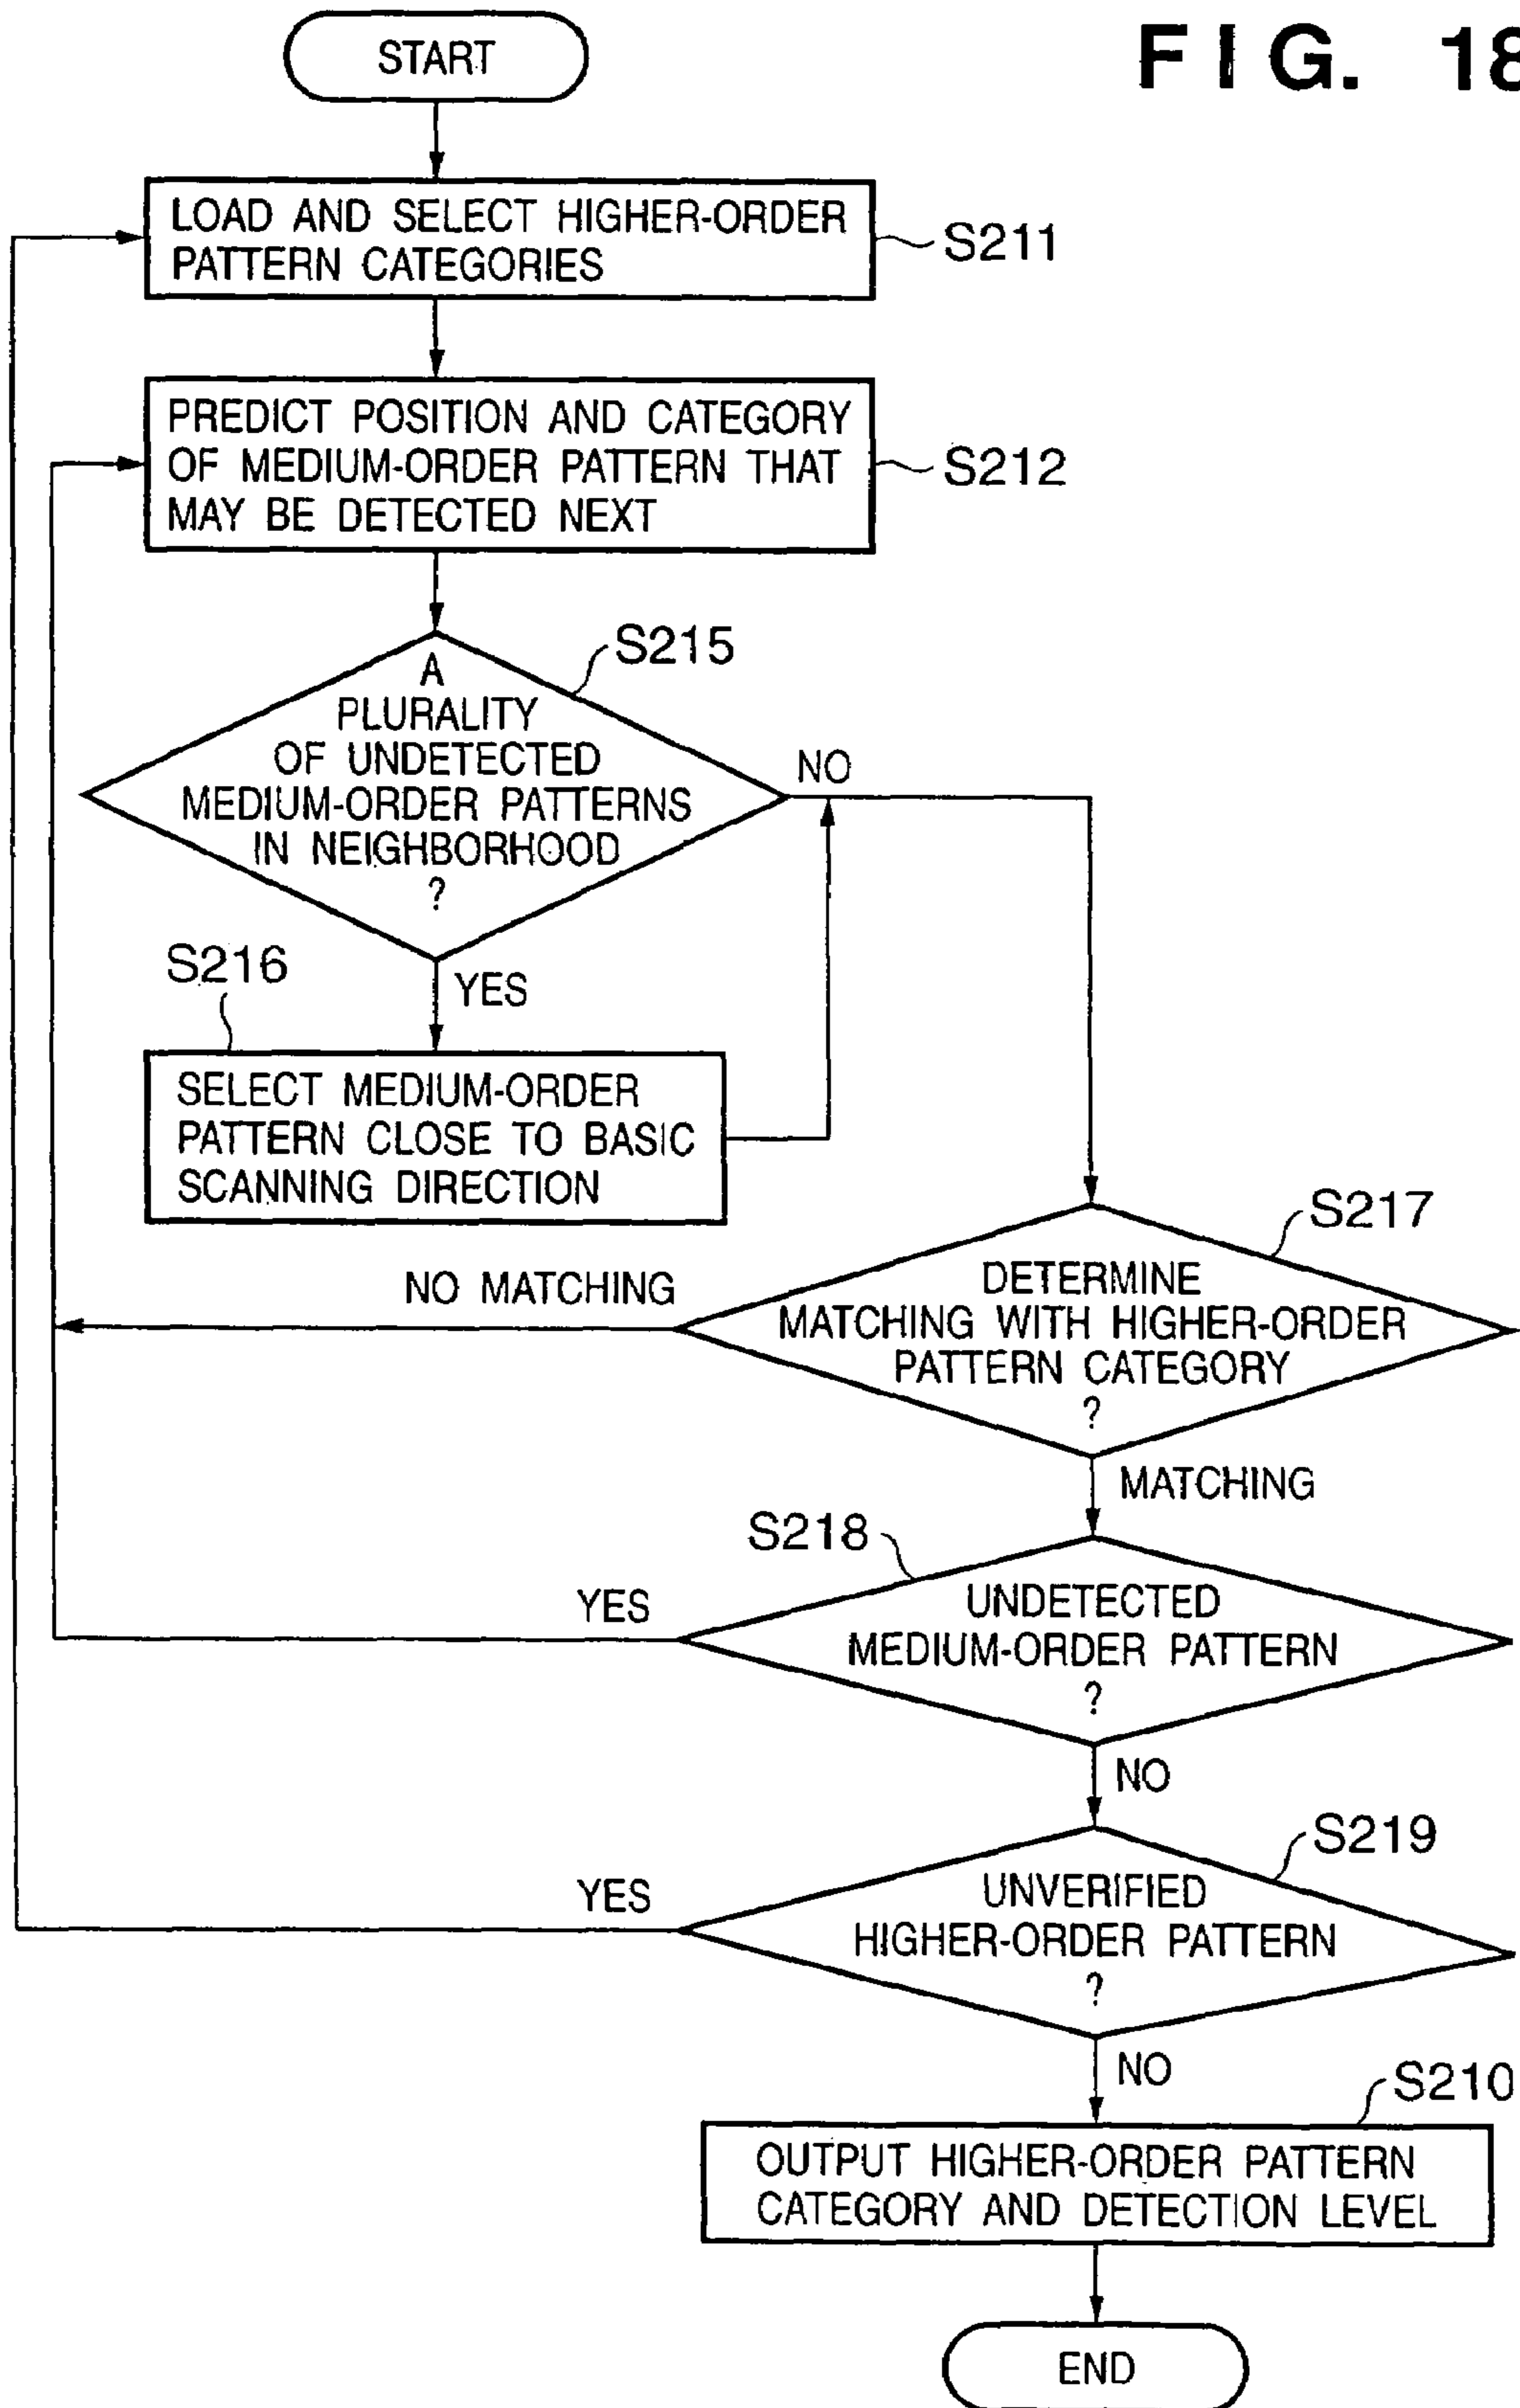 START
FIG. 18
LOAD AND SELECT HIGHER-ORDER
PATTERN CATEGORIES
S211
PREDICT POSITION AND CATEGORY
OF MEDIUM-ORDER PATTERN THAT
MAY BE DETECTED NEXT
S212
S215
A
PLURALITY
OF UNDETECTED
MEDIUM-ORDER PATTERNS
IN NEIGHBORHOOD
?
NO
S216
YES
SELECT MEDIUM-ORDER
PATTERN CLOSE TO BASIC
SCANNING DIRECTION
S217
NO MATCHING
DETERMINE
MATCHING WITH HIGHER-ORDER
PATTERN CATEGORY
?
MATCHING
S218
YES
UNDETECTED
MEDIUM-ORDER PATTERN
?
NO
S219
YES
UNVERIFIED
HIGHER-ORDER PATTERN
?
NO
S210
OUTPUT HIGHER-ORDER PATTERN
CATEGORY AND DETECTION LEVEL
END